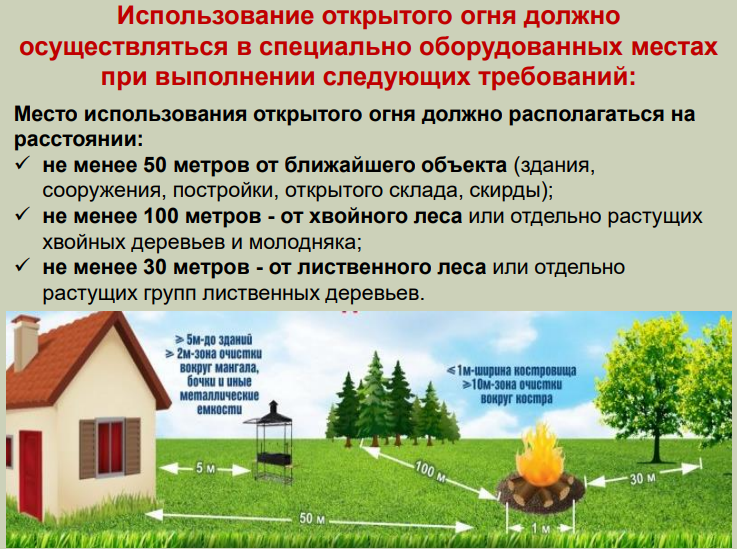 Использование открытого огня должно
осуществляться в специально оборудованных местах
при выполнении следующих требований:
Место использования открытого огня должно располагаться на
расстоянии:
✓ не менее 50 метров от ближайшего объекта (здания,
сооружения, постройки, открытого склада, скирды);
✓ не менее 100 метров - от хвойного леса или отдельно растущих
хвойных деревьев и молодняка;
✓ не менее 30 метров - от лиственного леса или отдельно
растущих групп лиственных деревьев.
⩾ 5м-до зданий
⩾ 2м-зона очистки
вокруг мангала,
бочки и иные
металлические
емкости
⩽ 1м-ширина костровища
⩾10м-зона очистки
вокруг костра
5 м
100 м
30 м
50 м
1 м